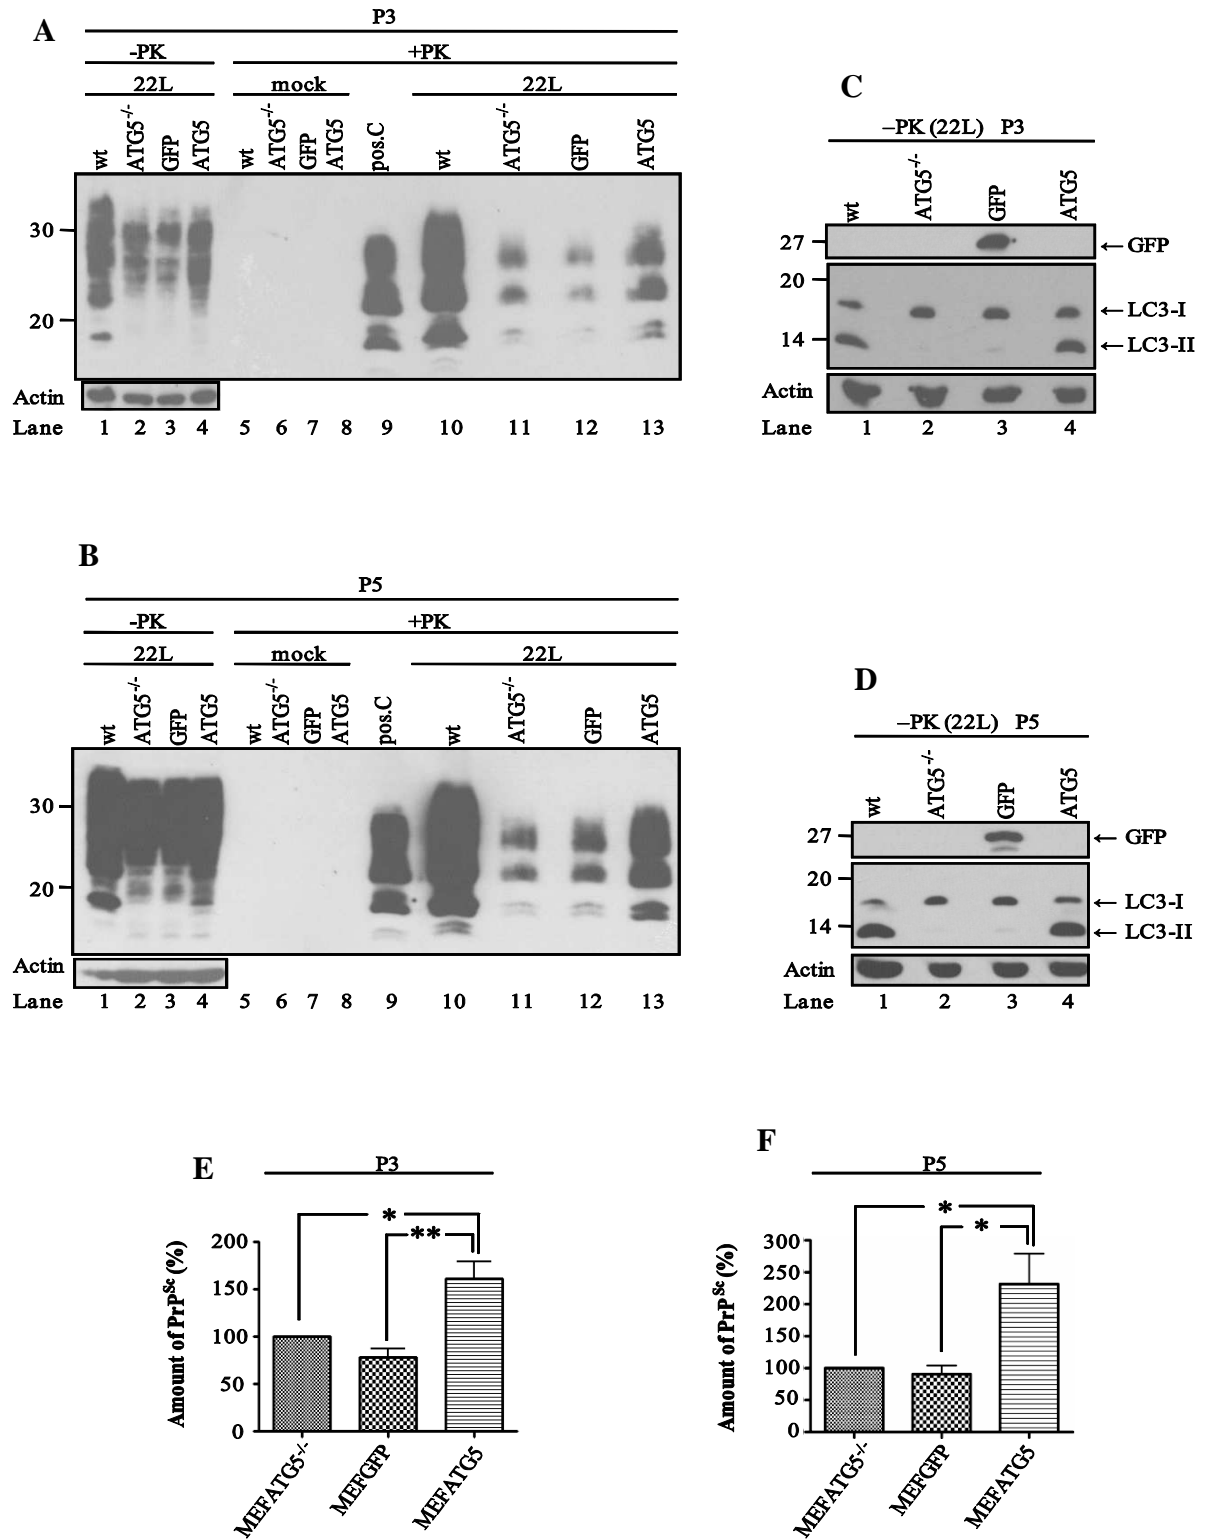 A
P3
-PK +PK
22L mock 22L
wt ATG5-/- GFP ATG5 wt ATG5-/- GFP ATG5 pos.C wt ATG5-/- GFP ATG5
30
20
Actin
Lane 1 2 3 4 5 6 7 8 9 10 11 12 13
C
–PK (22L) P3
wt ATG5-/- GFP ATG5
27 ←GFP
20
←LC3-I
14 ←LC3-II
Actin
Lane 1 2 3 4
B
P5
-PK +PK
22L mock 22L
wt ATG5-/- GFP ATG5 wt ATG5-/- GFP ATG5 pos.C wt ATG5-/- GFP ATG5
30
20
Actin
Lane 1 2 3 4 5 6 7 8 9 10 11 12 13
D
–PK (22L) P5
wt ATG5-/- GFP ATG5
27 ←GFP
20
←LC3-I
14 ←LC3-II
Actin
Lane 1 2 3 4
E
P3
*
**
Amount of PrPSc (%)
200
150
100
50
0
MEFATG5-/- MEFGFP MEFATG5
F
P5
*
*
Amount of PrPSc (%)
300
250
200
150
100
50
0
MEFATG5-/- MEFGFP MEFATG5